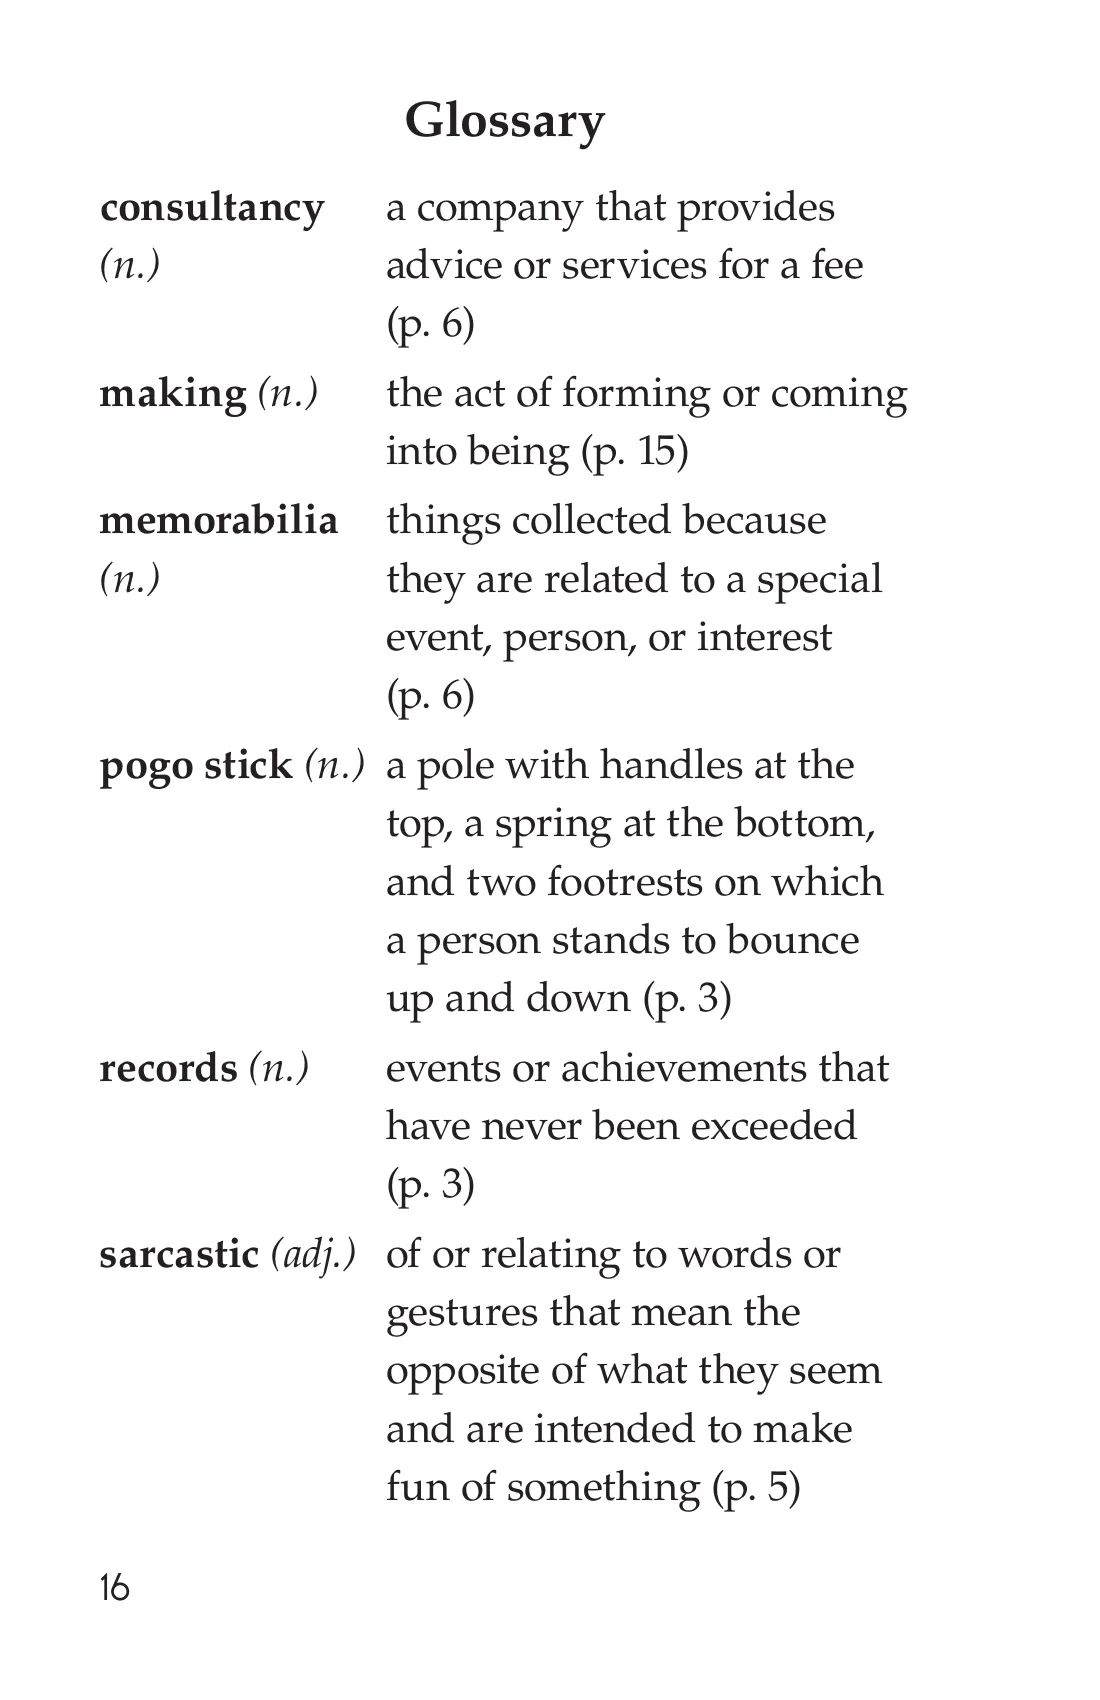 Glossary
consultancy a company that provides
(n.) advice or services for a fee
(p. 6)
making (n.) the act of forming or coming
into being (p. 15)
memorabilia things collected because
(n.) they are related to a special
event, person, or interest
(p. 6)
pogo stick (n.) a pole with handles at the
top, a spring at the bottom,
and two footrests on which
a person stands to bounce
up and down (p. 3)
records (n.) events or achievements that
have never been exceeded
(p. 3)
sarcastic (adj.) of or relating to words or
gestures that mean the
opposite of what they seem
and are intended to make
fun of something (p. 5)
16